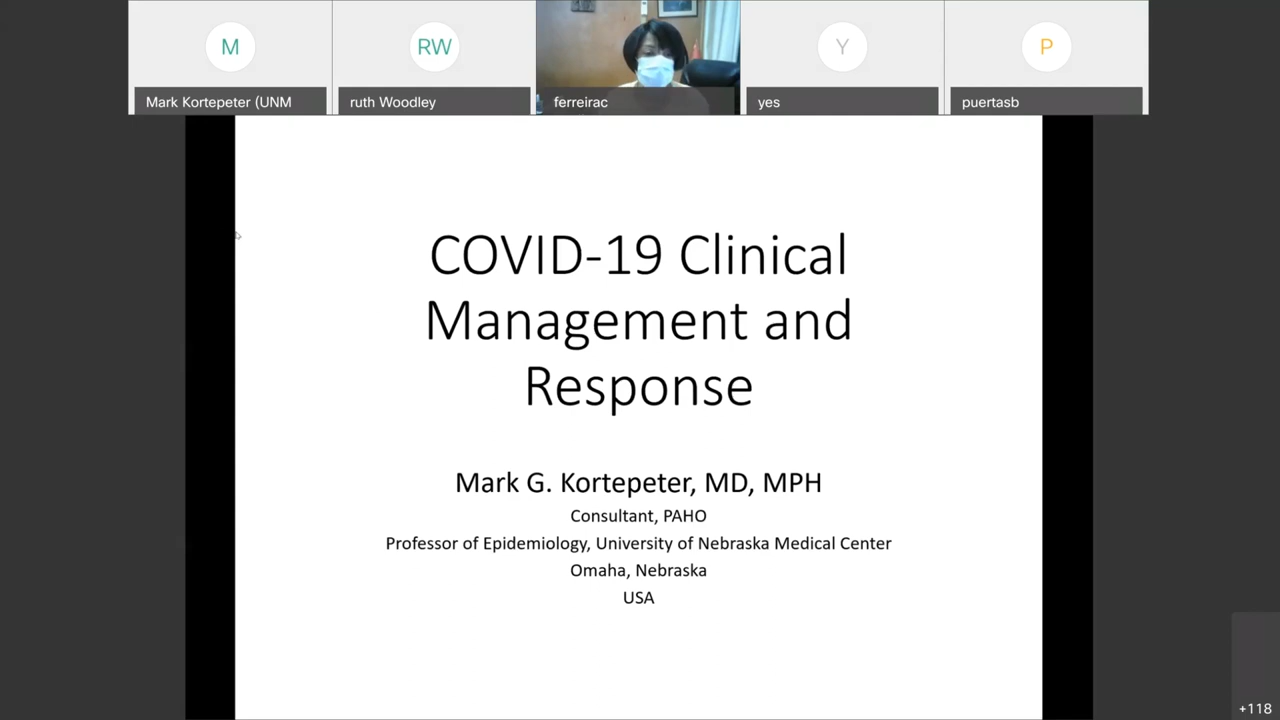 M
RW
Y
P
Mark Kortepeter (UNM
ruth Woodley
ferreirac
yes
puertasb
COVID-19 Clinical
Management and
Response
Mark G. Kortepeter, MD, MPH
Consultant, PAHO
Professor of Epidemiology, University of Nebraska Medical Center
Omaha, Nebraska
USA
+118